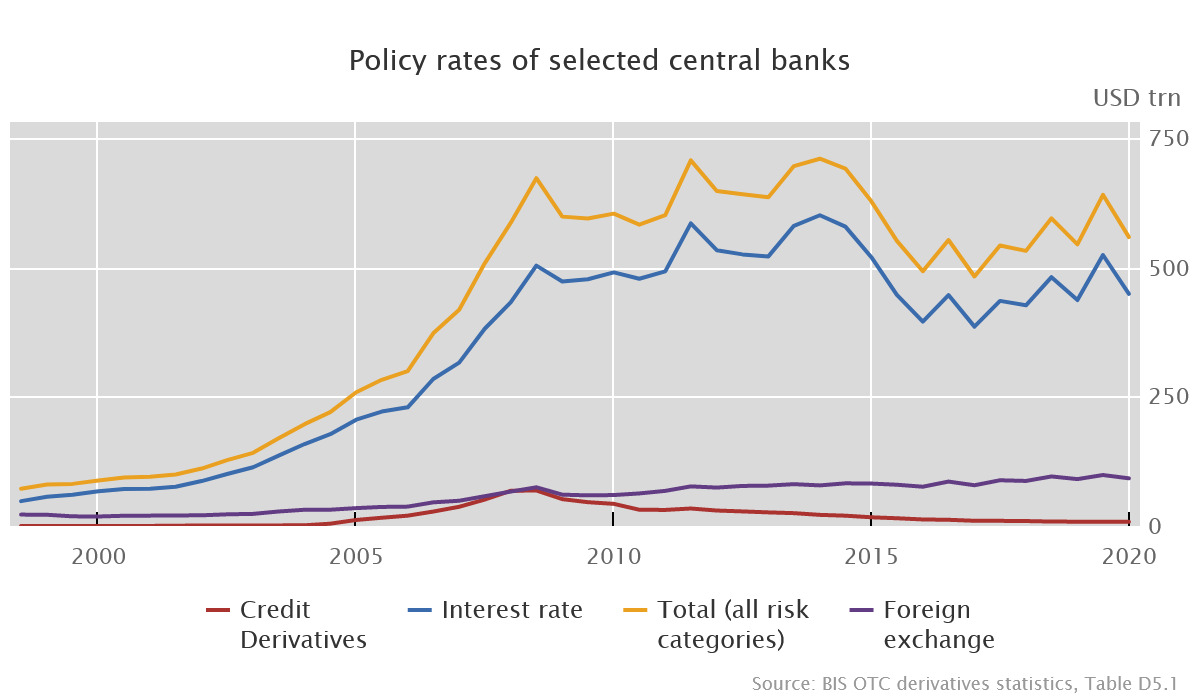 Policy rates of selected central banks
USD trn
750
500
250
0
2000 2005 2010 2015 2020
Credit Derivatives
Interest rate
Total (all risk categories)
Foreign exchange
Source: BIS OTC derivatives statistics, Table D5.1